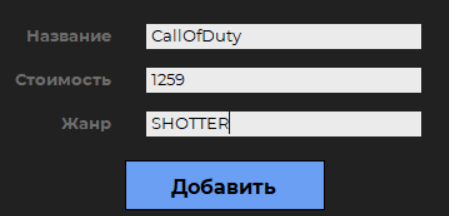 Название CallOfDuty
Стоимость 1259
Жанр SHOTTER
Добавить